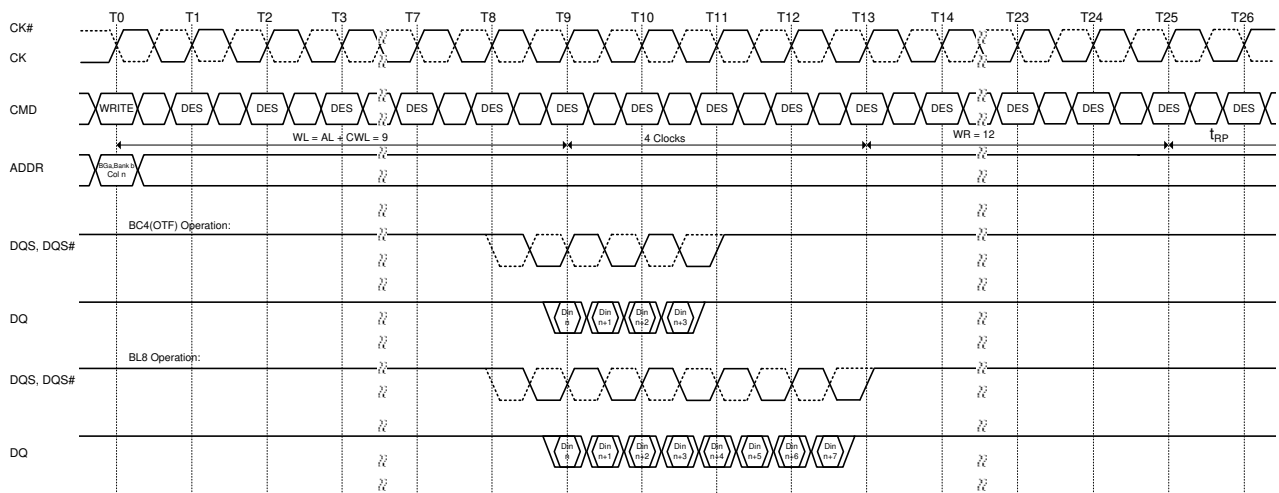 T0 T1 T2 T3 T7 T8 T9 T10 T11 T12 T13 T14 T23 T24 T25 T26
CK#
CK
CMD WRITE DES DES DES DES DES DES DES DES DES DES DES DES DES DES DES
WL = AL + CWL = 9 4 Clocks WR = 12 tRP
ADDR BGa,Bank b
Col n
BC4(OTF) Operation:
DQS, DQS#
DQ Din n Din n+1 Din n+2 Din n+3
BL8 Operation:
DQS, DQS#
DQ Din n Din n+1 Din n+2 Din n+3 Din n+4 Din n+5 Din n+6 Din n+7